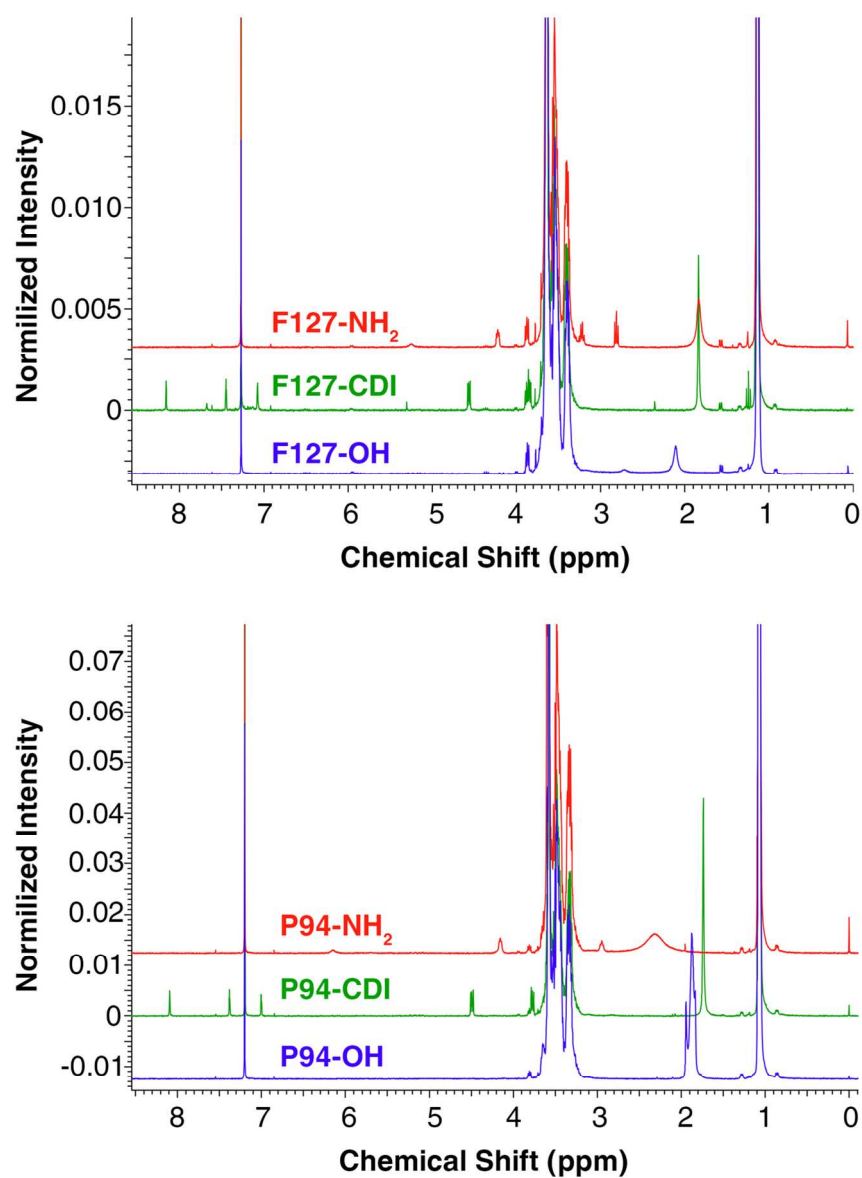 Normilized Intensity
0.015
0.010
0.005
0
F127-NH₂
F127-CDI
F127-OH
8 7 6 5 4 3 2 1 0
Chemical Shift (ppm)
Normilized Intensity
0.07
0.06
0.05
0.04
0.03
0.02
0.01
0
-0.01
P94-NH₂
P94-CDI
P94-OH
8 7 6 5 4 3 2 1 0
Chemical Shift (ppm)